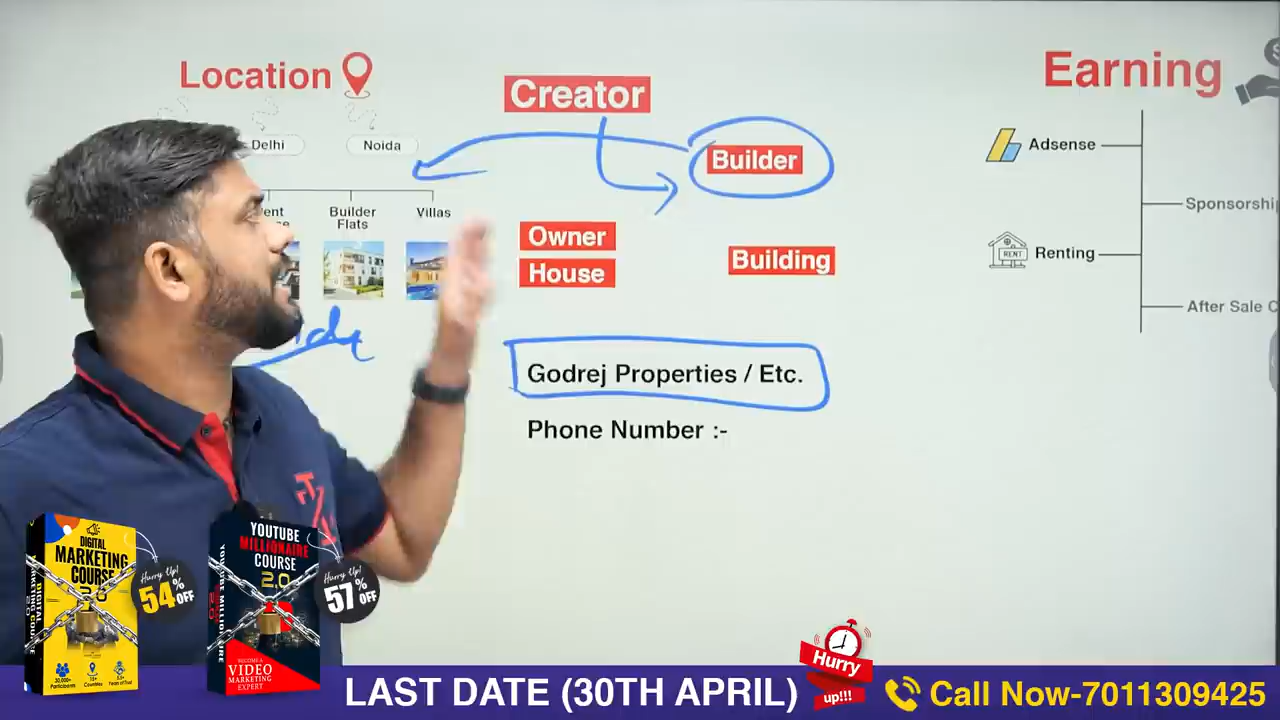 Location
Creator
Earning
Delhi
Noida
Builder
Adsense
Builder
Flats
Villas
Sponsorship
Owner
House
Building
RENT
Renting
After Sale C
Godrej Properties / Etc.
Phone Number :-
DIGITAL
MARKETING
COURSE
Hurry Up!
54% OFF
YOUTUBE
MILLIONAIRE
COURSE
2.0
BECOME A
VIDEO
MARKETING
EXPERT
Hurry Up!
57% OFF
Hurry
up!!!
LAST DATE (30TH APRIL)
Call Now-7011309425